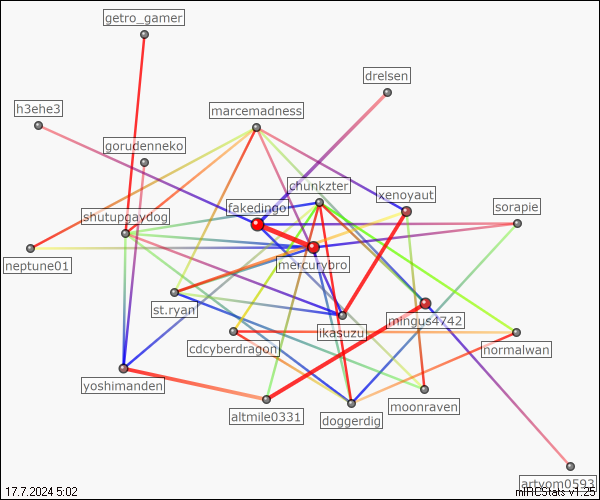 getro_gamer
drelsen
h3ehe3
marcemadness
gorudenneko
chunkzter
xenoyaut
fakedingo
sorapie
shutupgaydog
neptune01
mercurybro
st.ryan
likasuzu
mingus4742
cdcyberdragon
normalwan
yoshimanden
moonraven
altmile0331
doggerdig
artyom0593
17.7.2024 5:02
mIRCStats v1.25